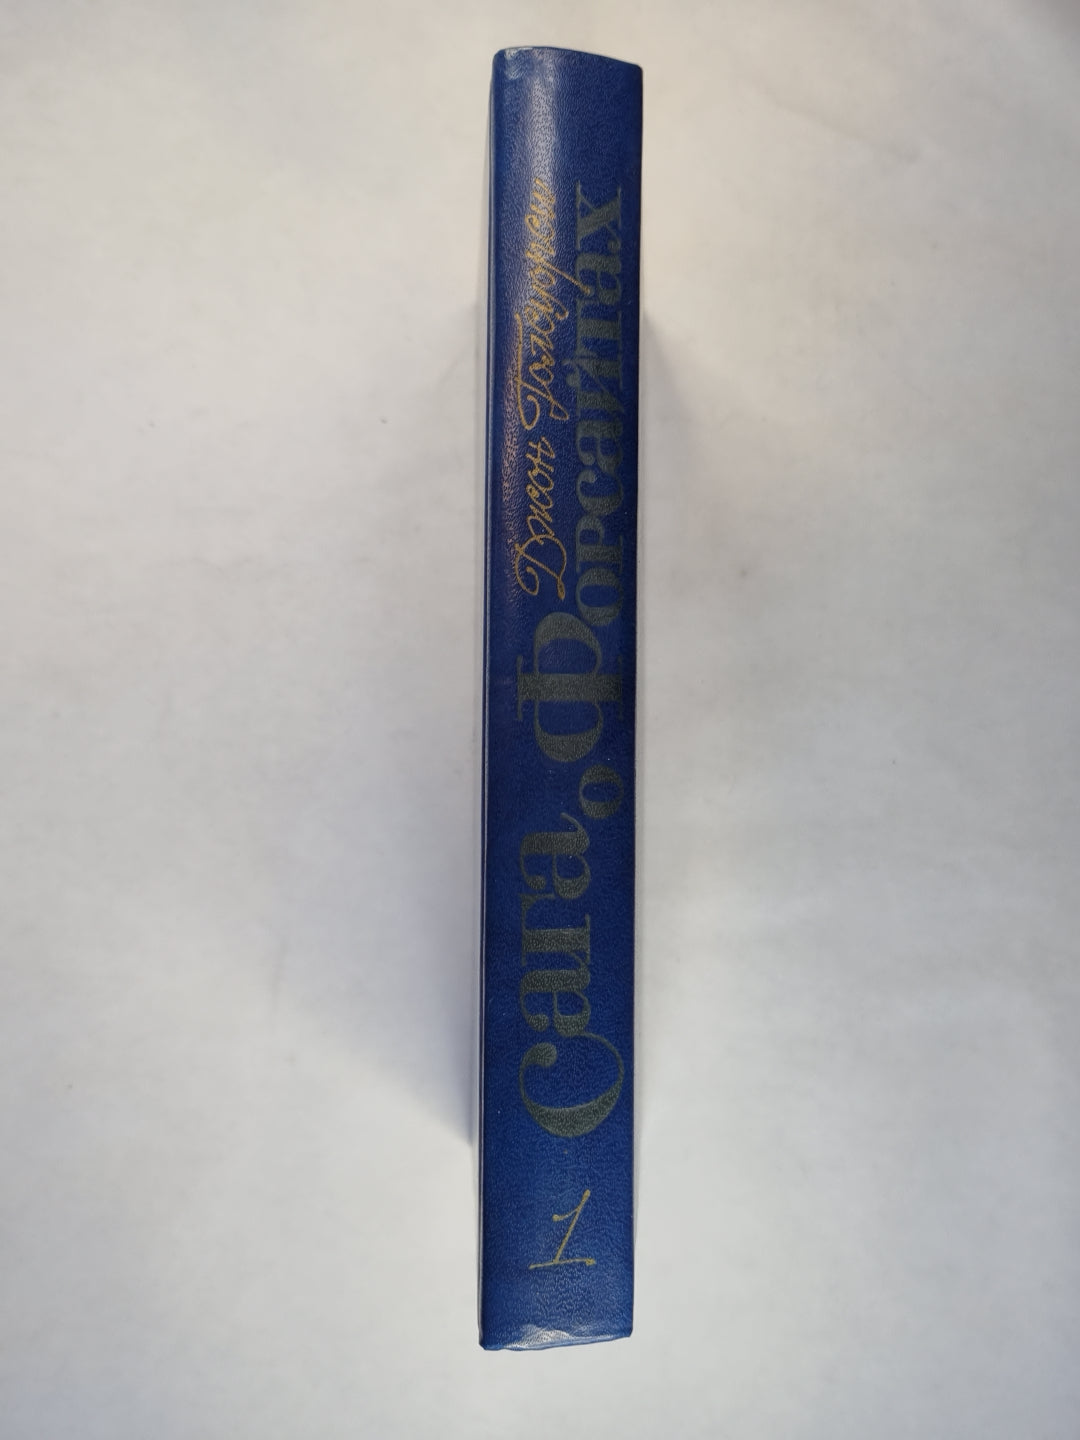 Джон Голсуорси
Сага о Форсайтах
1